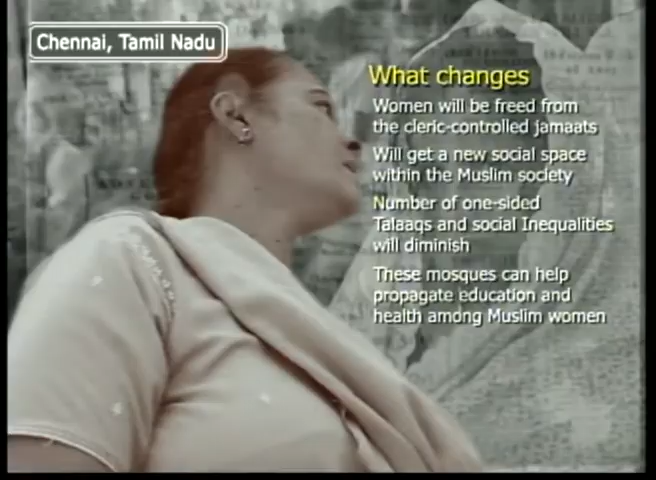 Chennai, Tamil Nadu
What changes
Women will be freed from
the cleric-controlled jamaats
Will get a new social space
within the Muslim society
Number of one-sided
Talaaqs and social Inequalities
will diminish
These mosques can help
propagate education and
health among Muslim women